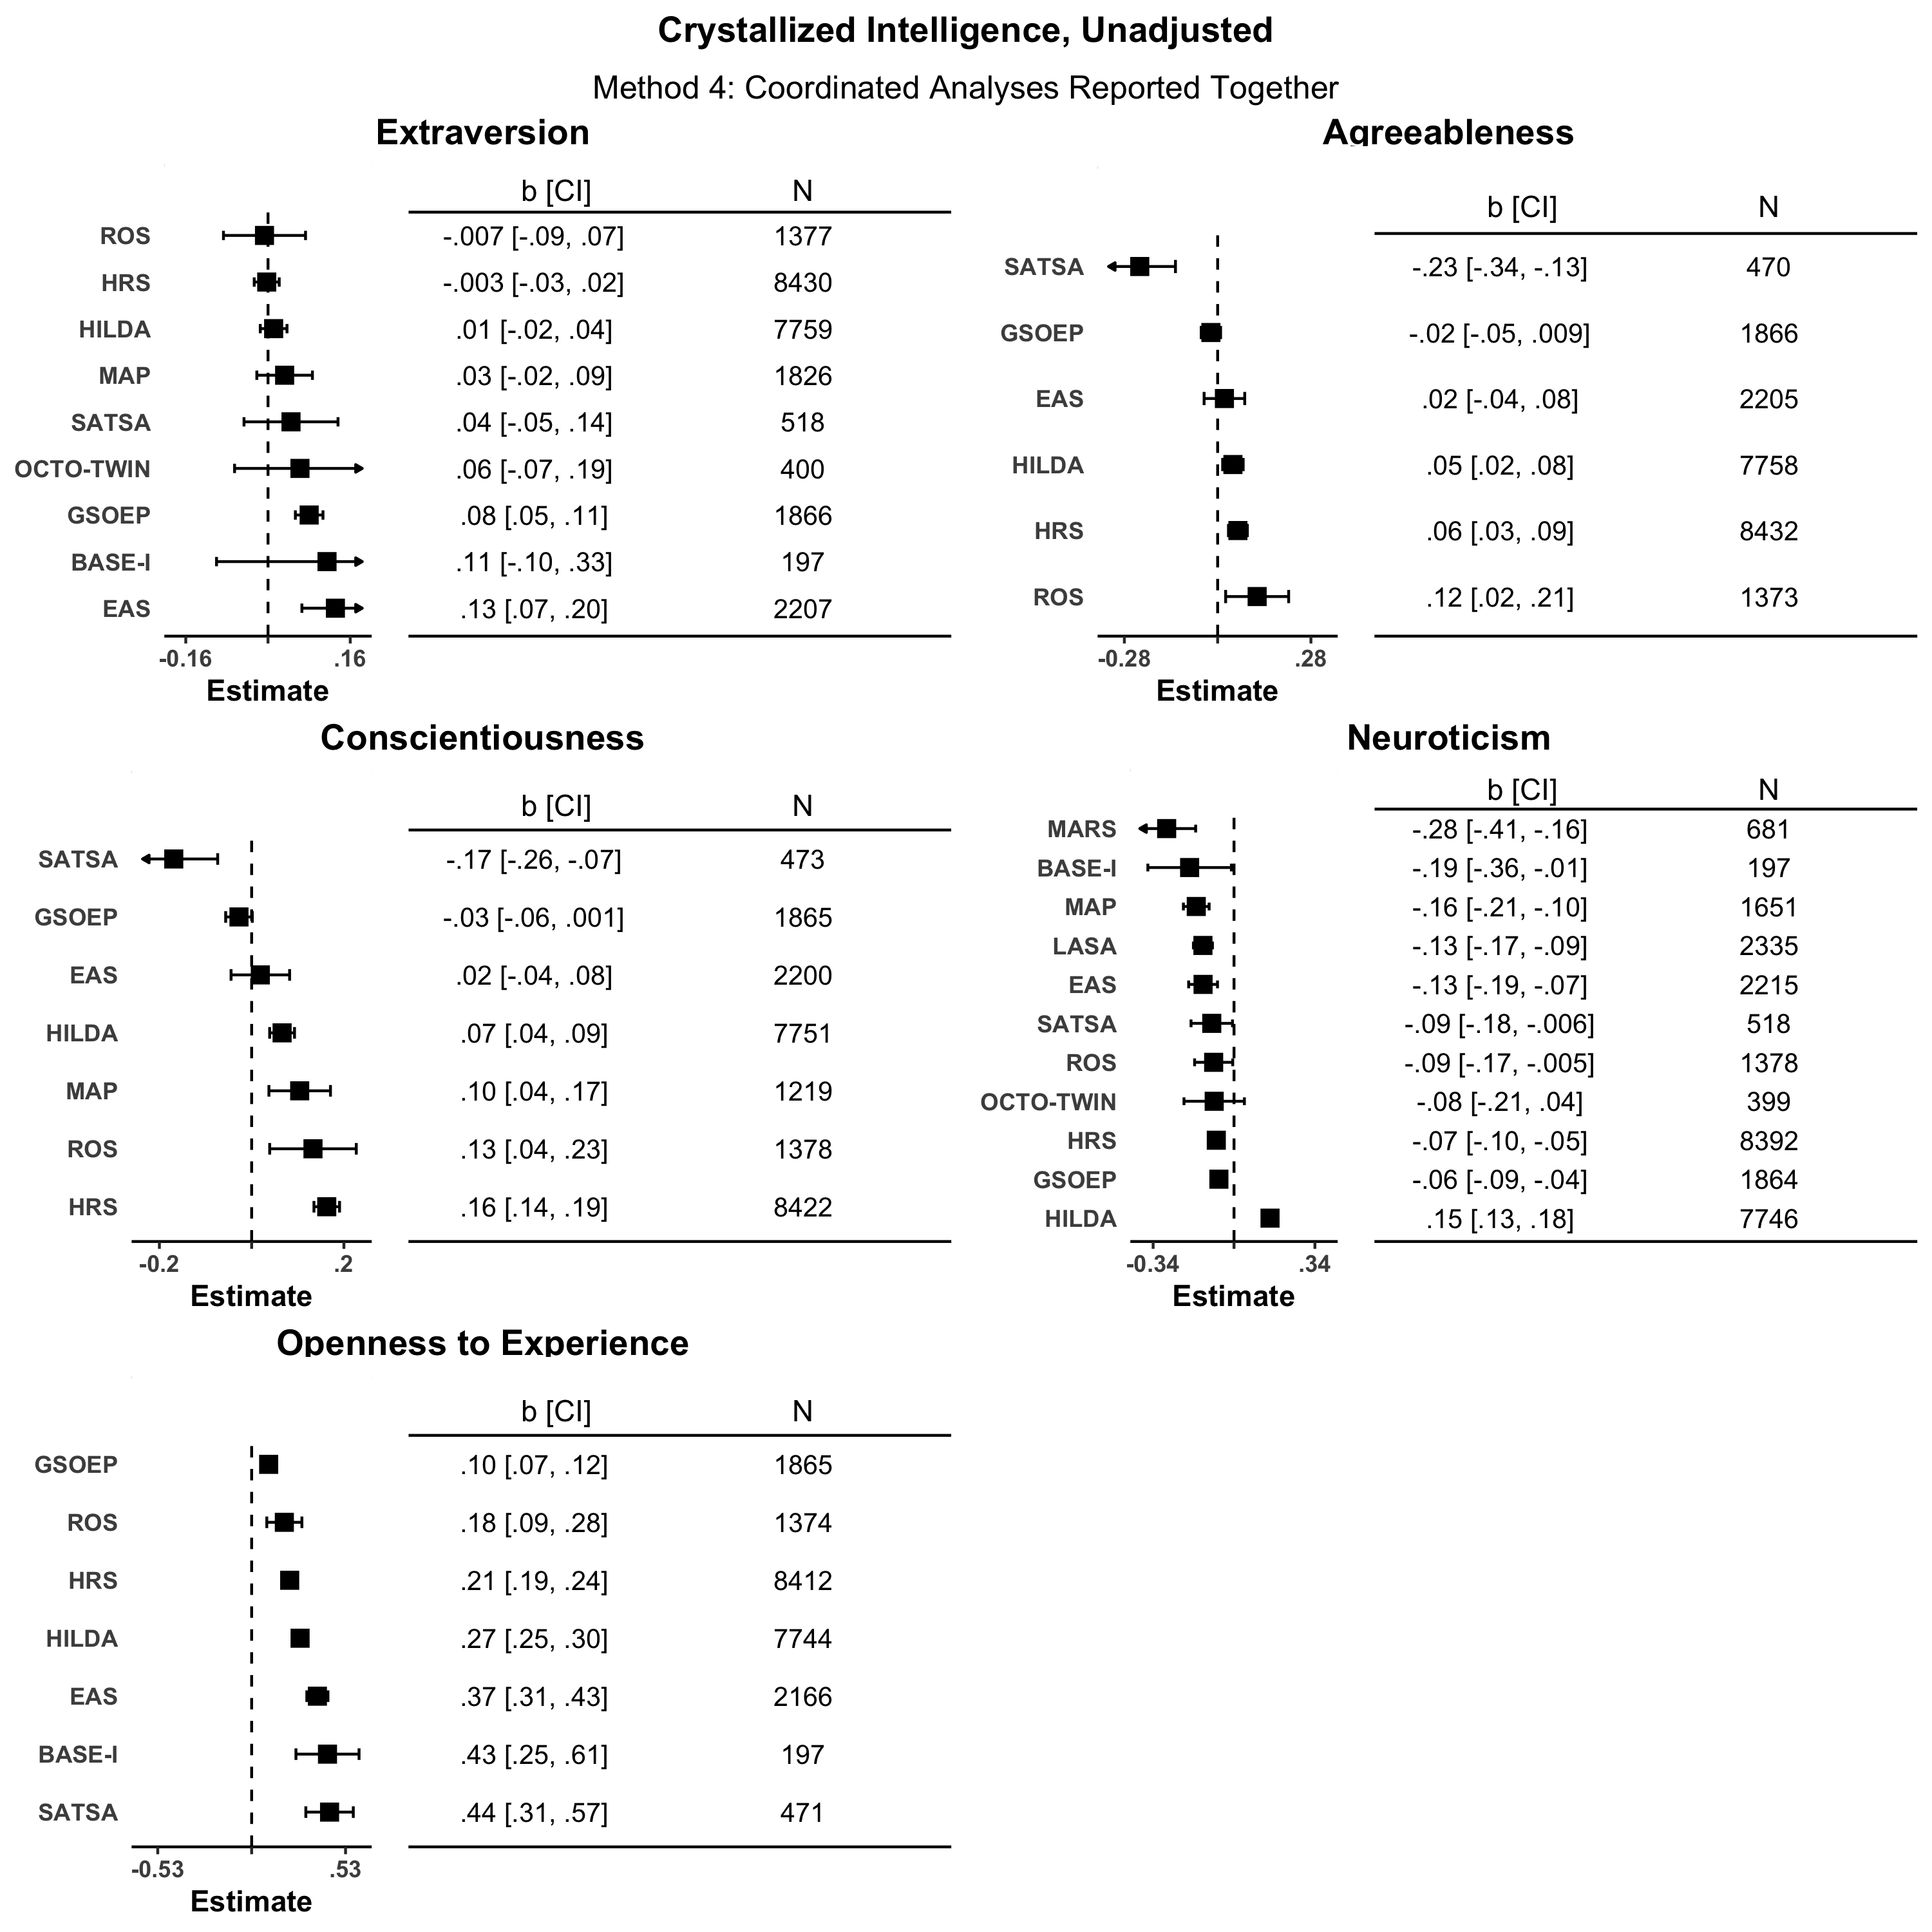 Crystallized Intelligence, Unadjusted
Method 4: Coordinated Analyses Reported Together
Extraversion
b [CI] N
ROS -.007 [-.09, .07] 1377
HRS -.003 [-.03, .02] 8430
HILDA .01 [-.02, .04] 7759
MAP .03 [-.02, .09] 1826
SATSA .04 [-.05, .14] 518
OCTO-TWIN .06 [-.07, .19] 400
GSOEP .08 [.05, .11] 1866
BASE-I .11 [-.10, .33] 197
EAS .13 [.07, .20] 2207
-0.16 .16
Estimate
Agreeableness
b [CI] N
SATSA -.23 [-.34, -.13] 470
GSOEP -.02 [-.05, .009] 1866
EAS .02 [-.04, .08] 2205
HILDA .05 [.02, .08] 7758
HRS .06 [.03, .09] 8432
ROS .12 [.02, .21] 1373
-0.28 .28
Estimate
Conscientiousness
b [CI] N
SATSA -.17 [-.26, -.07] 473
GSOEP -.03 [-.06, .001] 1865
EAS .02 [-.04, .08] 2200
HILDA .07 [.04, .09] 7751
MAP .10 [.04, .17] 1219
ROS .13 [.04, .23] 1378
HRS .16 [.14, .19] 8422
-0.2 .2
Estimate
Neuroticism
b [CI] N
MARS -.28 [-.41, -.16] 681
BASE-I -.19 [-.36, -.01] 197
MAP -.16 [-.21, -.10] 1651
LASA -.13 [-.17, -.09] 2335
EAS -.13 [-.19, -.07] 2215
SATSA -.09 [-.18, -.006] 518
ROS -.09 [-.17, -.005] 1378
OCTO-TWIN -.08 [-.21, .04] 399
HRS -.07 [-.10, -.05] 8392
GSOEP -.06 [-.09, -.04] 1864
HILDA .15 [.13, .18] 7746
-0.34 .34
Estimate
Openness to Experience
b [CI] N
GSOEP .10 [.07, .12] 1865
ROS .18 [.09, .28] 1374
HRS .21 [.19, .24] 8412
HILDA .27 [.25, .30] 7744
EAS .37 [.31, .43] 2166
BASE-I .43 [.25, .61] 197
SATSA .44 [.31, .57] 471
-0.53 .53
Estimate